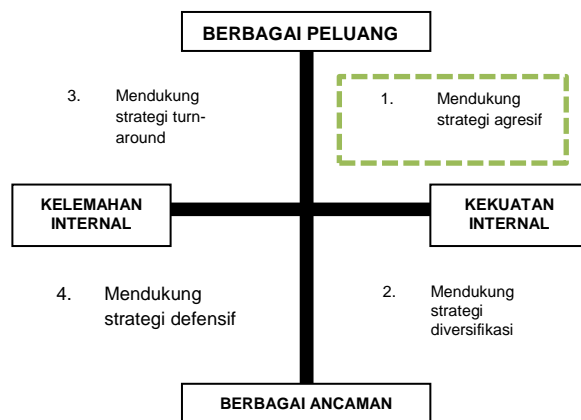 BERBAGAI PELUANG
3. Mendukung
strategi turn-
around
1. Mendukung
strategi agresif
KELEMAHAN
INTERNAL
KEKUATAN
INTERNAL
4. Mendukung
strategi defensif
2. Mendukung
strategi
diversifikasi
BERBAGAI ANCAMAN